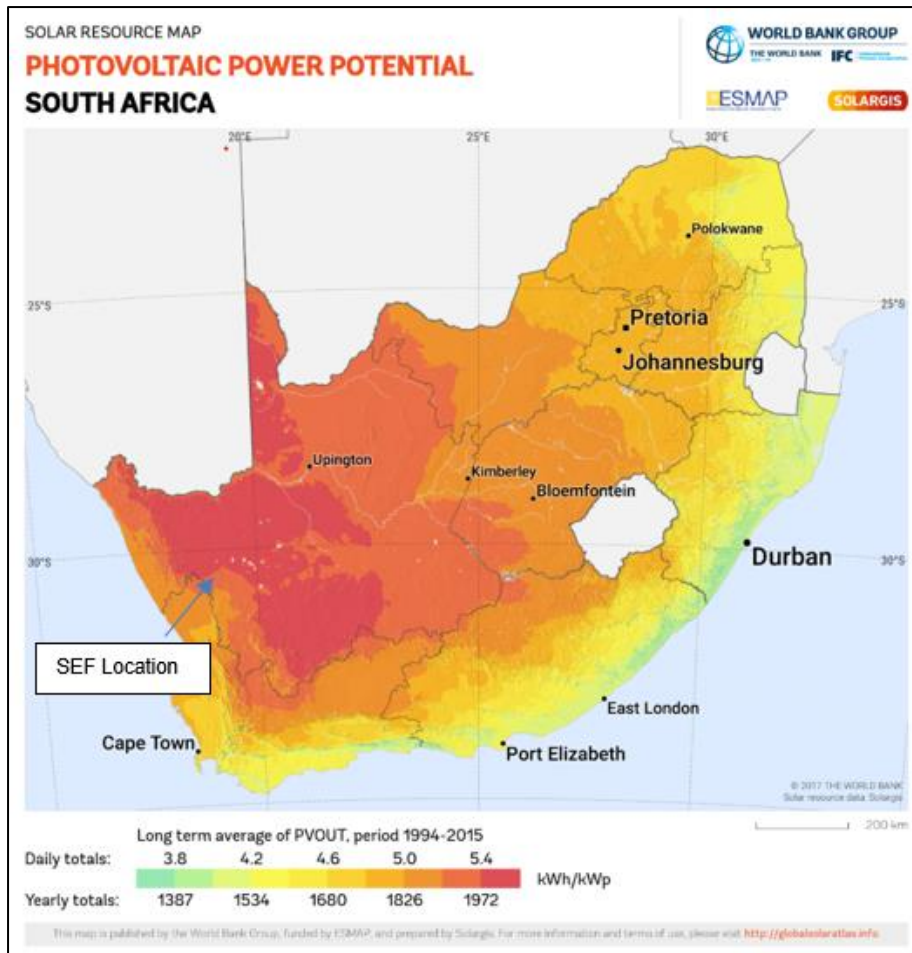 SOLAR RESOURCE MAP
PHOTOVOLTAIC POWER POTENTIAL
SOUTH AFRICA
WORLD BANK GROUP
THE WORLD BANK IFC
ESMAP SOLARGIS
20°E 25°E 30°E
Polokwane
25°S 25°S
Pretoria
Johannesburg
Upington
Kimberley
Bloemfontein
Durban
30°S 30°S
SEF Location
East London
Cape Town
Port Elizabeth
© 2017 THE WORLD BANK
Solar resource data: Solargis
200 km
Long term average of PVOUT, period 1994-2015
Daily totals: 3.8 4.2 4.6 5.0 5.4
kWh/kWp
Yearly totals: 1387 1534 1680 1826 1972
This map is published by the World Bank Group, funded by ESMAP, and prepared by Solargis. For more information and terms of use, please visit http://globalsolaratlas.info